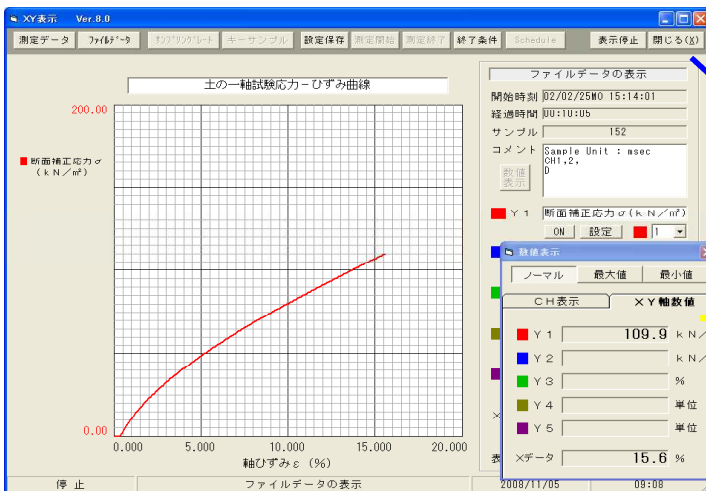 XY表示 Ver.8.0
測定データ ファイルデータ サンプリングレート キーサンプル 設定保存 測定開始 測定終了 終了条件 Schedule 表示停止 閉じる(X)
土の一軸試験応力－ひずみ曲線
200.00
断面補正応力σ
(kN/㎡)
0.00
0.000 5.000 10.000 15.000 20.000
軸ひずみε (%)
ファイルデータの表示
開始時刻 02/02/25MO 15:14:01
経過時間 00:10:05
サンプル 152
コメント Sample Unit : msec
CH1,2,
D
数値
表示
Y1 断面補正応力σ(kN/㎡)
ON 設定 1
数値表示
ノーマル 最大値 最小値
CH表示 XY軸数値
Y1 109.9 kN/
Y2 kN/
Y3 %
Y4 単位
Y5 単位
Xデータ 15.6 %
表
停止 ファイルデータの表示 2008/11/05 09:08